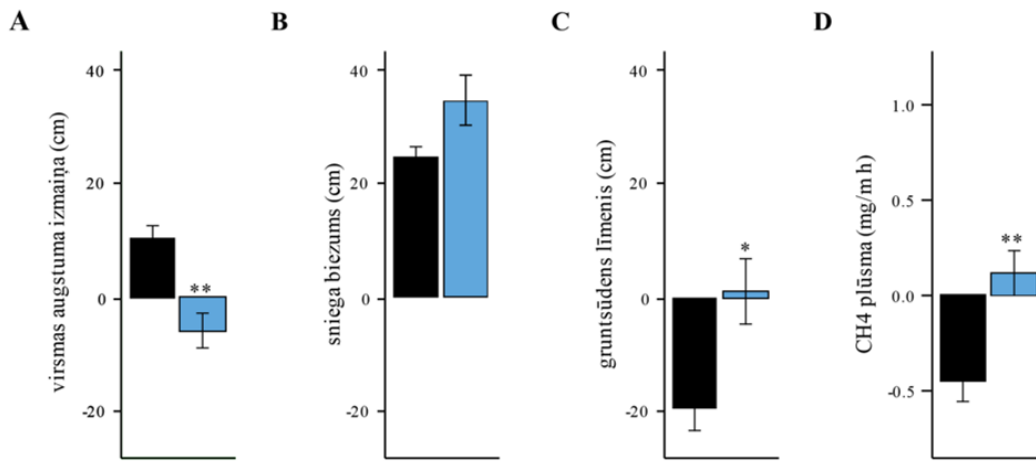 A
virsmas augstuma izmaiņa (cm)
40
20
0
-20
**
B
sniega biezums (cm)
40
20
0
-20
C
gruntsūdens līmenis (cm)
40
20
0
-20
*
D
CH4 plūsma (mg/m h)
1.0
0.5
0.0
-0.5
**